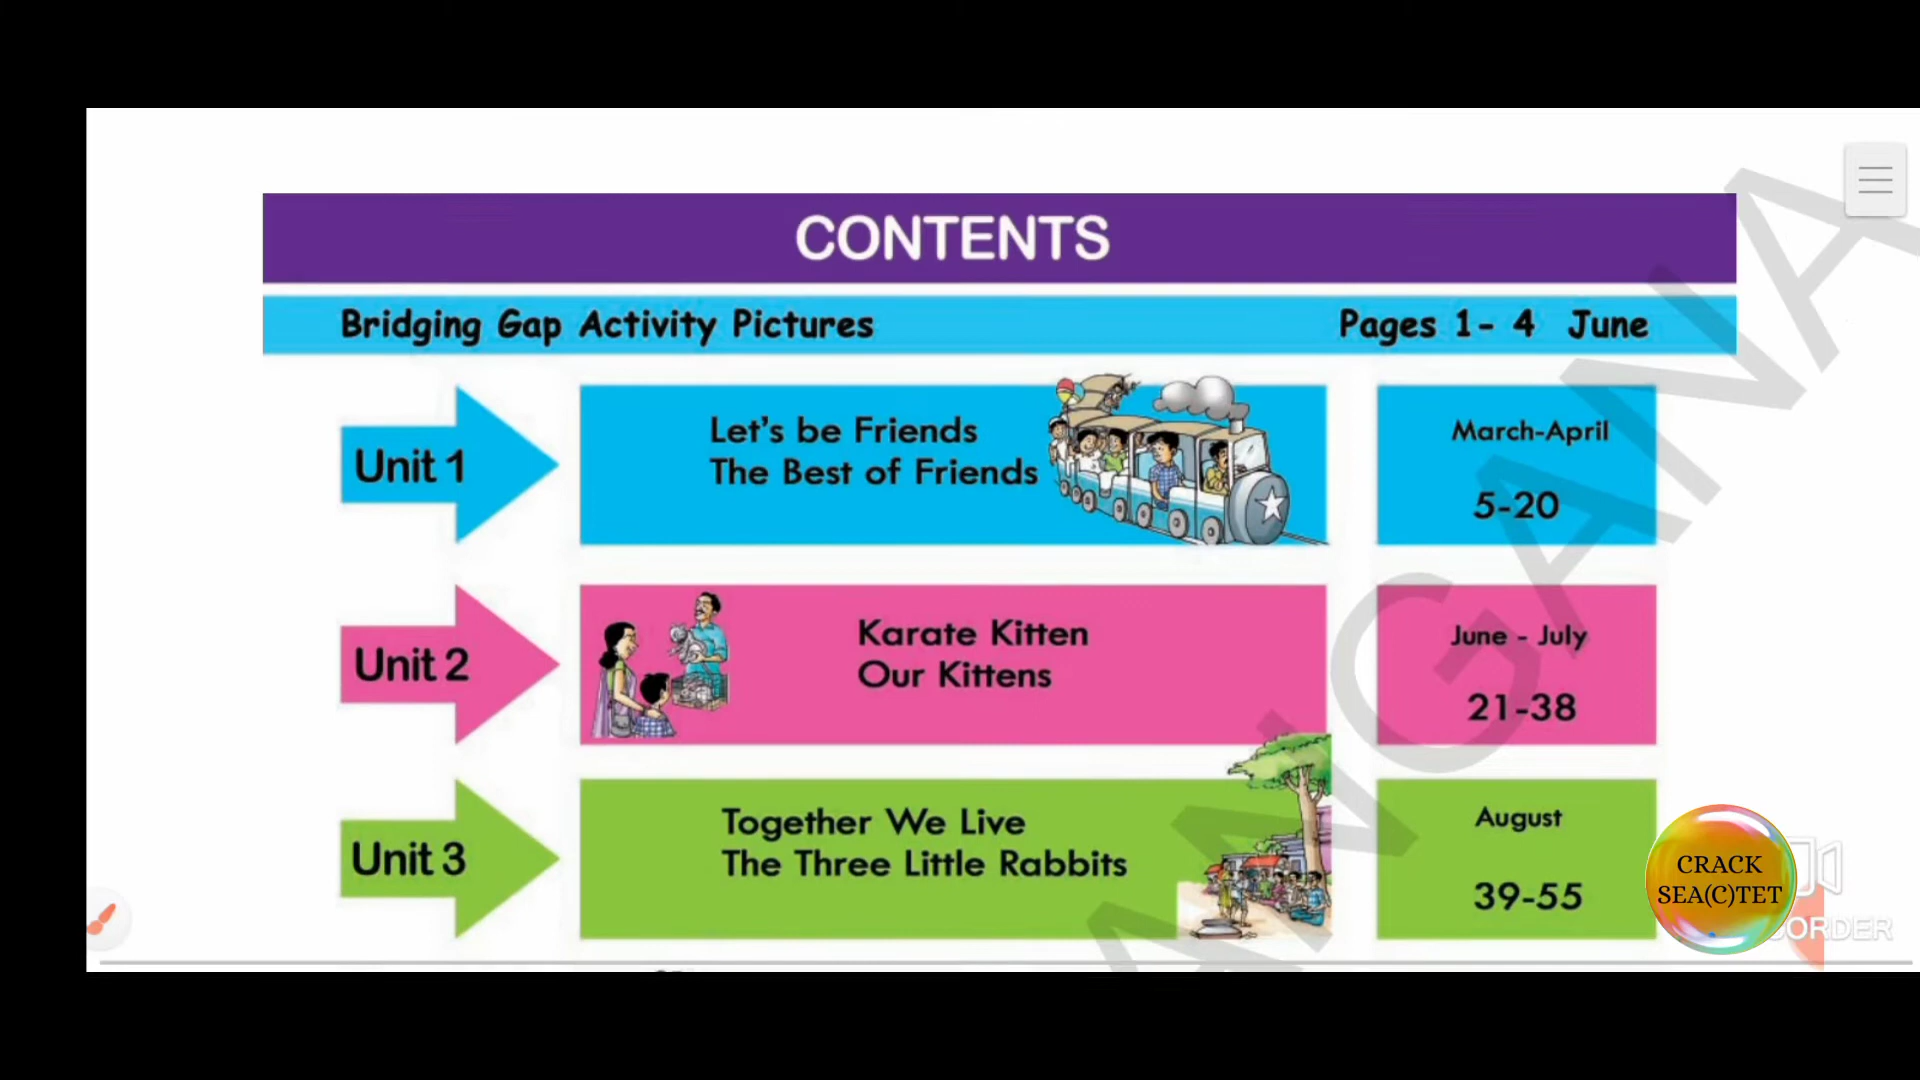 CONTENTS
Bridging Gap Activity Pictures Pages 1- 4 June
Unit 1
Let's be Friends
The Best of Friends
March-April
5-20
Unit 2
Karate Kitten
Our Kittens
June - July
21-38
Unit 3
Together We Live
The Three Little Rabbits
August
39-55
CRACK
SEA(C)TET
ORDER
ANGANA